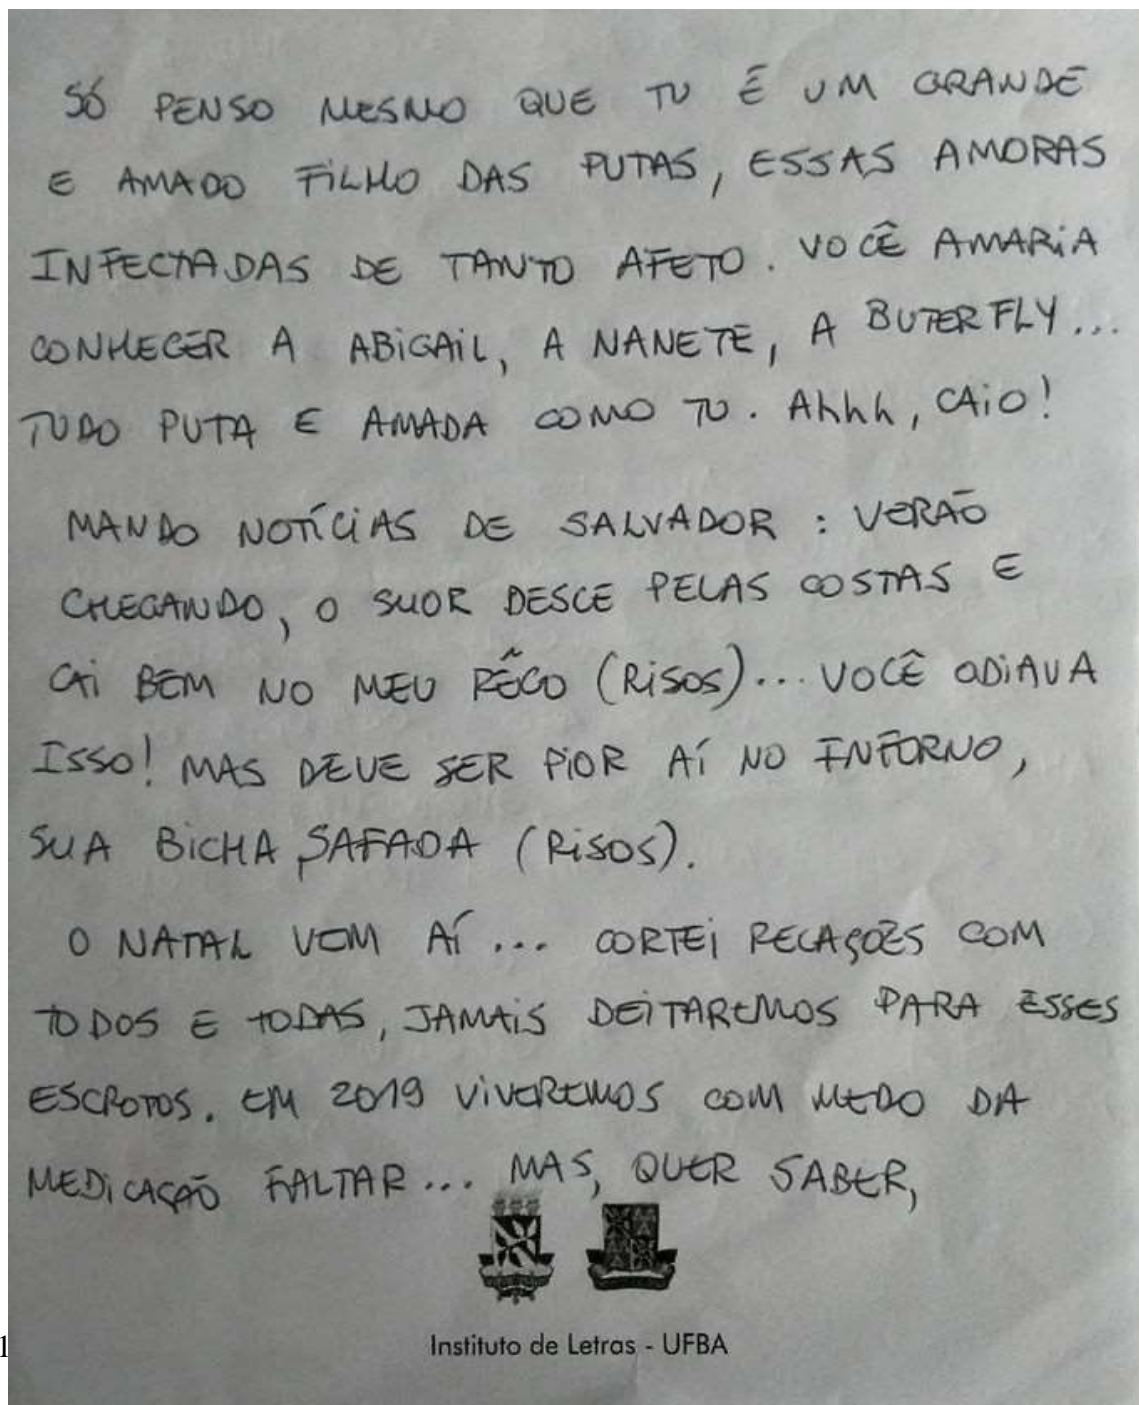 SÓ PENSO MESMO QUE TU É UM GRANDE
E AMADO FILHO DAS PUTAS, ESSAS AMORAS
INFECTADAS DE TANTO AFETO. VOCÊ AMARIA
CONHECER A ABIGAIL, A NANETE, A BUTERFLY...
TUDO PUTA E AMADA COMO TU. Ahhh, CAIO!
MANDO NOTÍCIAS DE SALVADOR: VERÃO
CHEGANDO, O SUOR DESCE PELAS COSTAS E
CAI BEM NO MEU RÊGO (RISOS)... VOCÊ ODIAVA
ISSO! MAS DEVE SER PIOR AÍ NO INFERNO,
SUA BICHA SAFADA (RISOS).
O NATAL VEM AÍ... CORTEI RELAÇÕES COM
TODOS E TODAS, JAMAIS DEITAREMOS PARA ESSES
ESCROTOS. EM 2019 VIVEREMOS COM MEDO DA
MEDICAÇÃO FALTAR... MAS, QUER SABER,
Instituto de Letras - UFBA
1